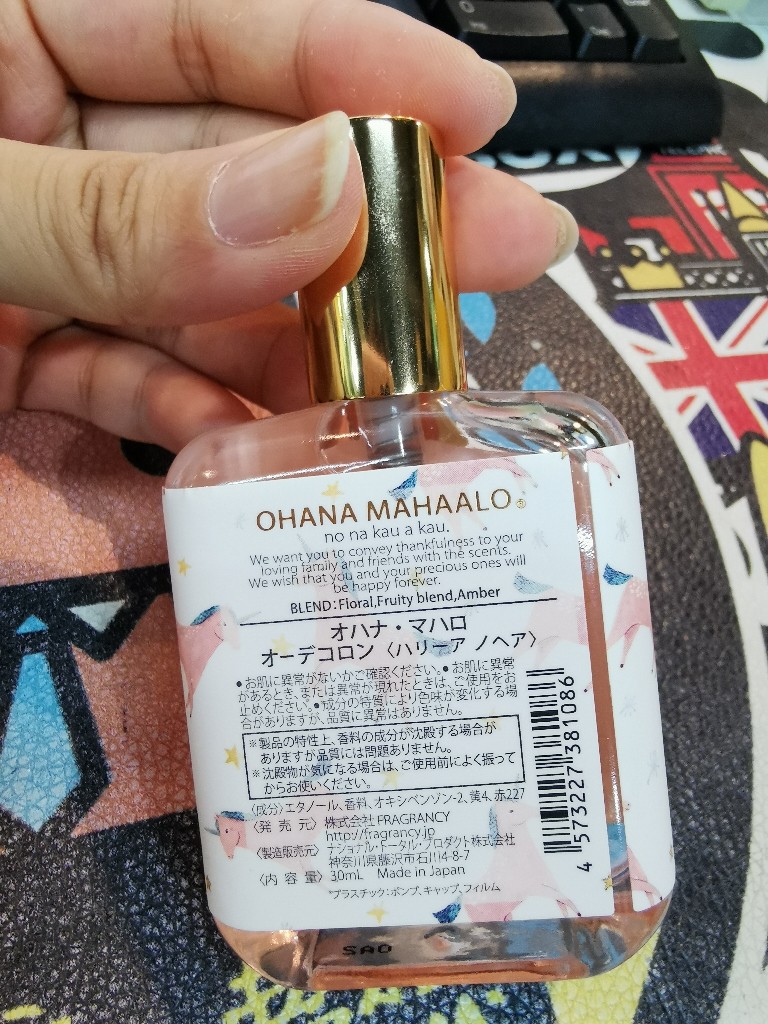 OHANA MAHAALO®
no na kau a kau.
We want you to convey thankfulness to your
loving family and friends with the scents.
We wish that you and your precious ones will
be happy forever.
BLEND:Floral,Fruity blend,Amber
オハナ・マハロ
オーデコロン〈ハリーア ノヘア〉
●お肌に異常がないかご確認ください。●お肌に異常
があるとき、または異常が現れたときは、ご使用をお
止めください。●成分の特質により色味が変化する場
合がありますが、品質に異常はありません。
※製品の特性上、香料の成分が沈殿する場合が
ありますが品質には問題ありません。
※沈殿物が気になる場合は、ご使用前によく振って
からお使いください。
〈成分〉エタノール、香料、オキシベンゾン-2、黄4、赤227
〈発売元〉株式会社FRAGRANCY
http://fragrancy.jp
〈製造販売元〉ナショナル・トータル・プロダクト株式会社
神奈川県藤沢市石川4-8-7
〈内容量〉30mL Made in Japan
*プラスチック:ポンプ、キャップ、フィルム
4 573227 381086
SAO